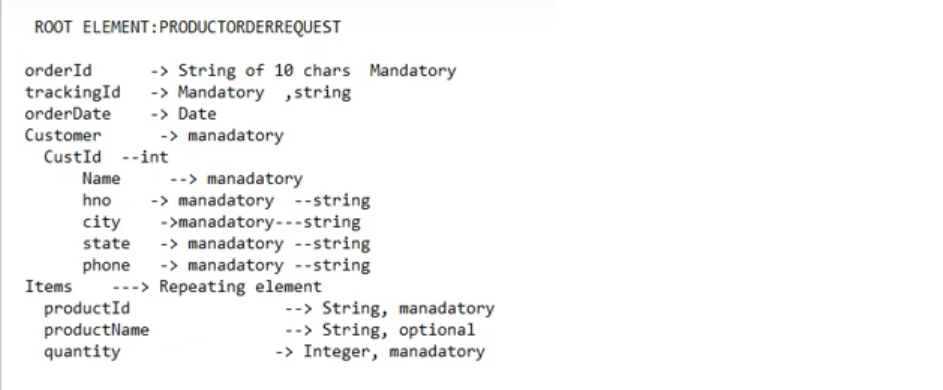 ROOT ELEMENT:PRODUCTORDERREQUEST
orderId -> String of 10 chars Mandatory
trackingId -> Mandatory ,string
orderDate -> Date
Customer -> manadatory
CustId --int
Name --> manadatory
hno -> manadatory --string
city ->manadatory---string
state -> manadatory --string
phone -> manadatory --string
Items ---> Repeating element
productId --> String, manadatory
productName --> String, optional
quantity -> Integer, manadatory